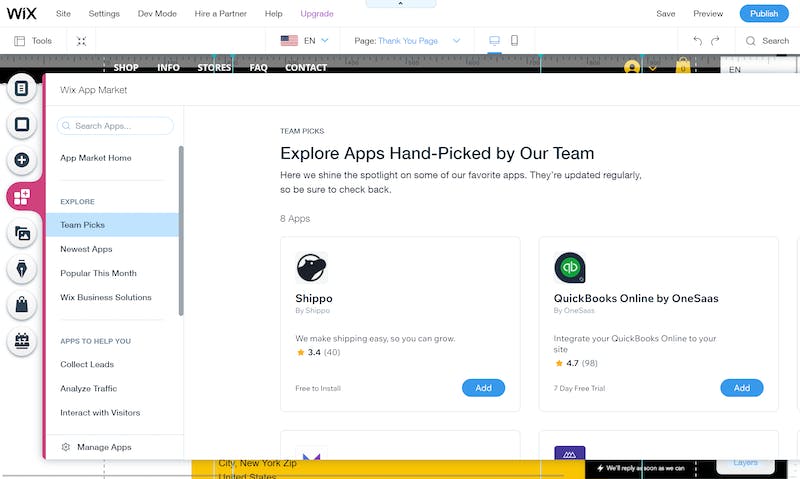 WiX Site Settings Dev Mode Hire a Partner Help Upgrade Save Preview Publish
Tools EN Page: Thank You Page Search
SHOP INFO STORES FAQ CONTACT EN
Wix App Market
Search Apps...
App Market Home
EXPLORE
Team Picks
Newest Apps
Popular This Month
Wix Business Solutions
APPS TO HELP YOU
Collect Leads
Analyze Traffic
Interact with Visitors
Manage Apps
TEAM PICKS
Explore Apps Hand-Picked by Our Team
Here we shine the spotlight on some of our favorite apps. They're updated regularly,
so be sure to check back.
8 Apps
Shippo
By Shippo
We make shipping easy, so you can grow.
3.4 (40)
Free to Install Add
qb
QuickBooks Online by OneSaas
By OneSaas
Integrate your QuickBooks Online to your
site
4.7 (98)
7 Day Free Trial Add
City, New York Zip
United States
We'll reply as soon as we can
Layers